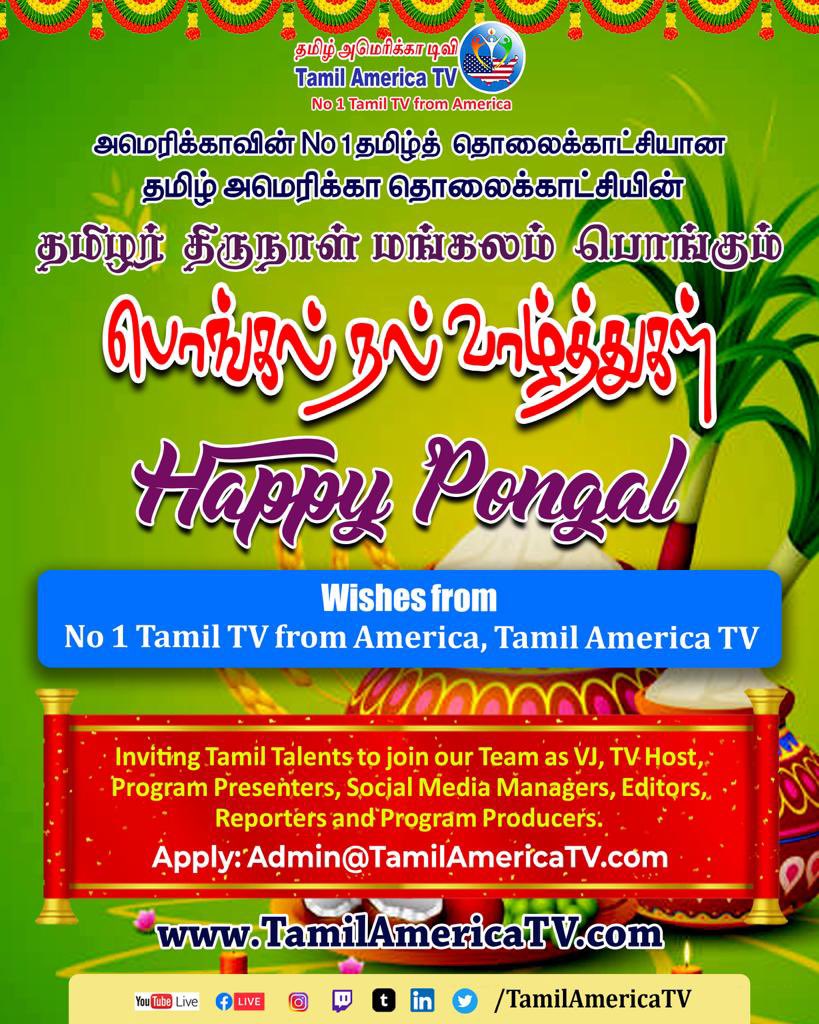 தமிழ் அமெரிக்கா டிவி
Tamil America TV
No 1 Tamil TV from America
அமெரிக்காவின் No 1 தமிழ்த் தொலைக்காட்சியான
தமிழ் அமெரிக்கா தொலைக்காட்சியின்
தமிழர் திருநாள் மங்கலம் பொங்கும்
பொங்கல் நல் வாழ்த்துகள்
Happy Pongal
Wishes from
No 1 Tamil TV from America, Tamil America TV
Inviting Tamil Talents to join our Team as VJ, TV Host,
Program Presenters, Social Media Managers, Editors,
Reporters and Program Producers.
Apply: Admin@TamilAmericaTV.com
www.TamilAmericaTV.com
YouTube Live LIVE /TamilAmericaTV